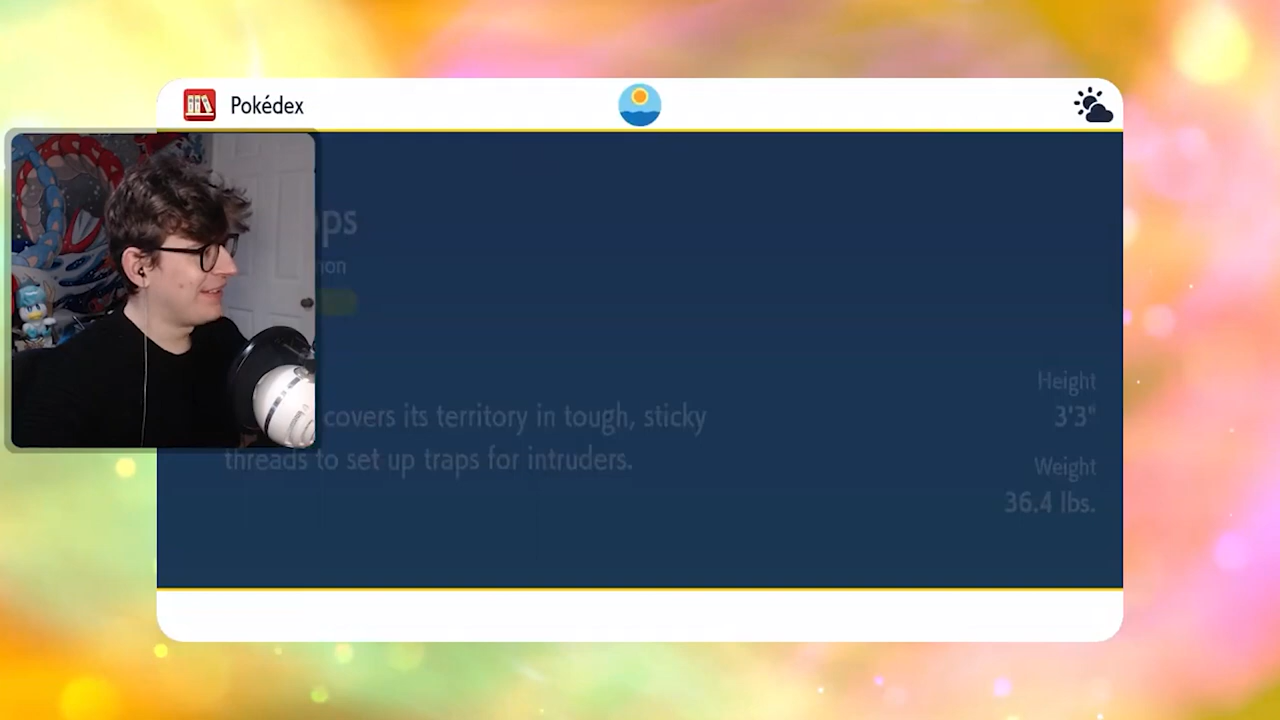 Pokédex
covers its territory in tough, sticky
threads to set up traps for intruders.
Height
3'3"
Weight
36.4 lbs.